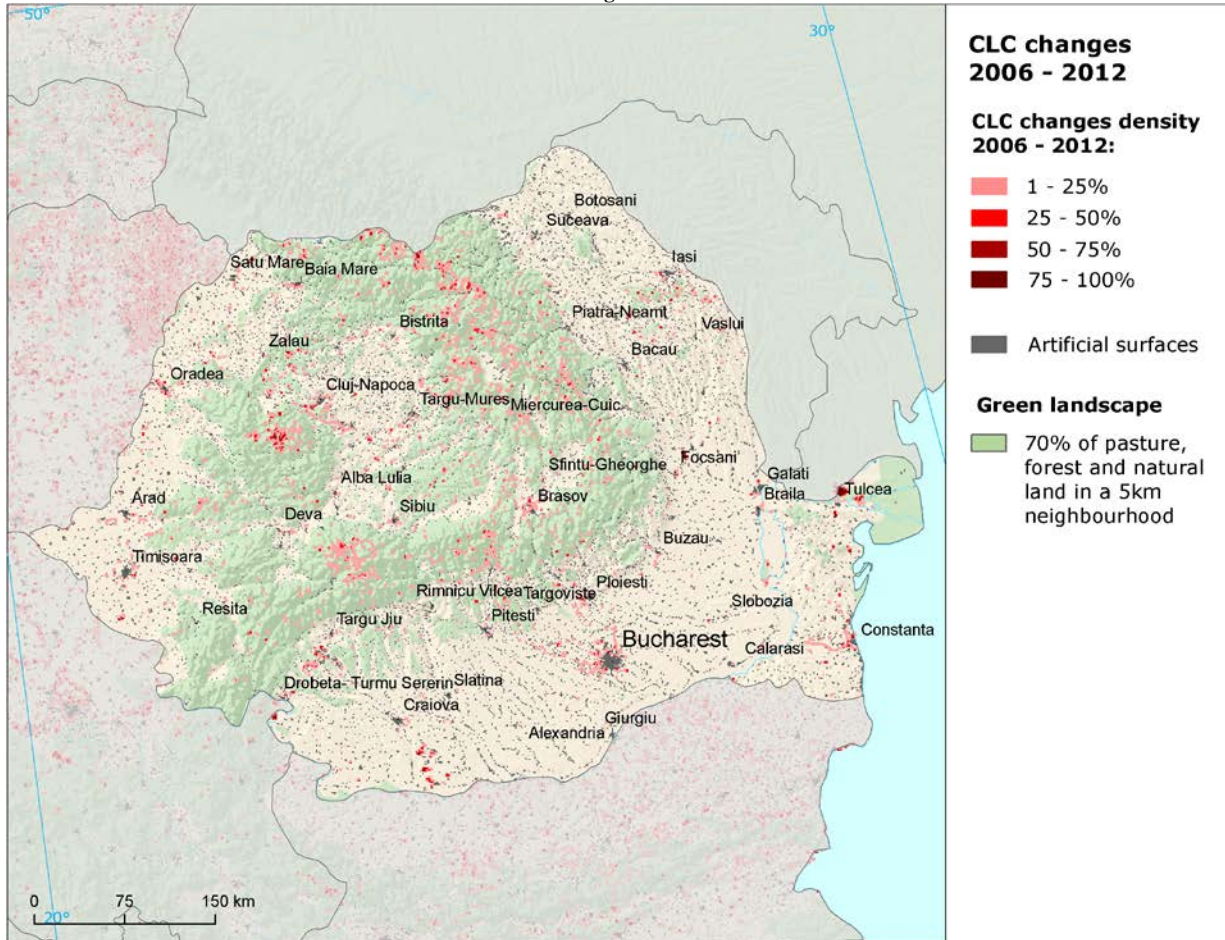 50°
30°
CLC changes
2006 - 2012
CLC changes density
2006 - 2012:
1 - 25%
25 - 50%
50 - 75%
75 - 100%
Artificial surfaces
Green landscape
70% of pasture,
forest and natural
land in a 5km
neighbourhood
Botosani
Suceava
Iasi
Satu Mare
Baia Mare
Piatra-Neamt
Bistrita
Vaslui
Zalau
Bacau
Oradea
Cluj-Napoca
Targu-Mures
Miercurea-Cuic
Focsani
Sfintu-Gheorghe
Alba Lulia
Galati
Braila
Tulcea
Arad
Deva
Sibiu
Brasov
Buzau
Timisoara
Rimnicu Vilcea
Targoviste
Ploiesti
Resita
Slobozia
Targu Jiu
Pitesti
Bucharest
Constanta
Calarasi
Drobeta- Turmu Sererin
Slatina
Craiova
Giurgiu
Alexandria
0 75 150 km
20°